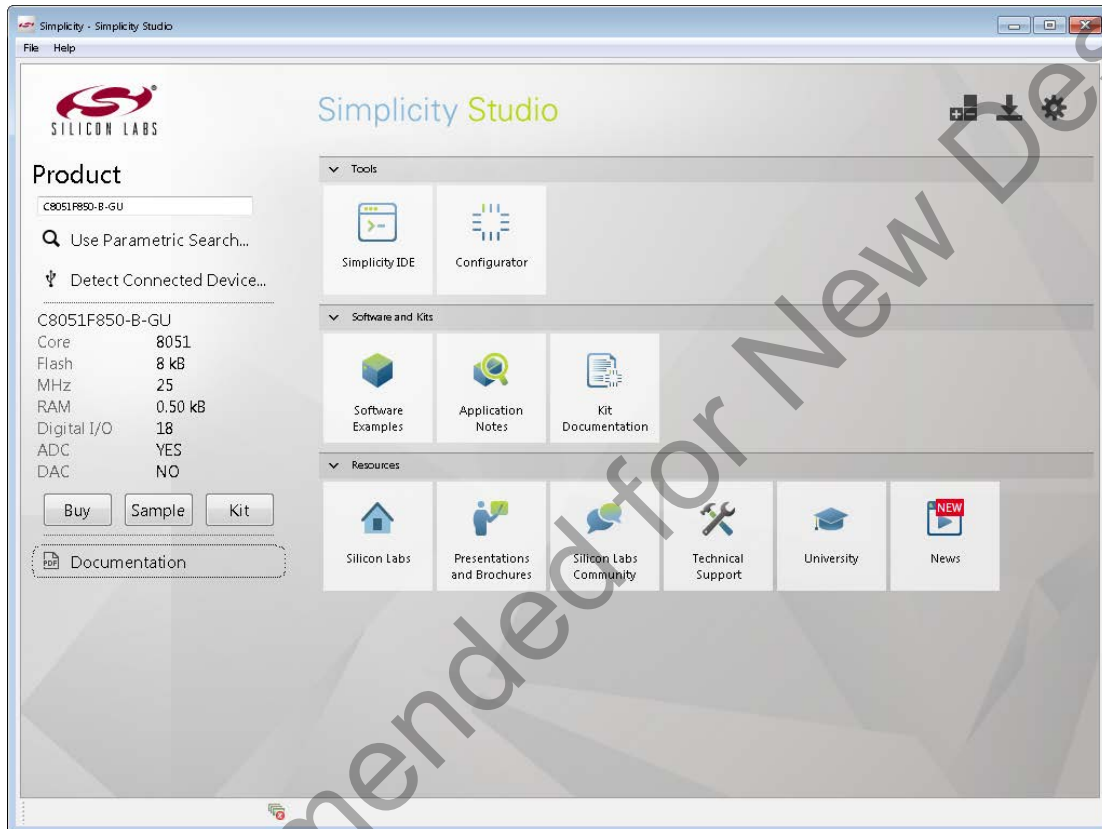 Simplicity - Simplicity Studio
File Help
SILICON LABS
Simplicity Studio
Product
C8051F850-B-GU
Use Parametric Search...
Detect Connected Device...
C8051F850-B-GU
Core 8051
Flash 8 kB
MHz 25
RAM 0.50 kB
Digital I/O 18
ADC YES
DAC NO
Buy Sample Kit
PDF Documentation
Tools
Simplicity IDE
Configurator
Software and Kits
Software
Examples
Application
Notes
Kit
Documentation
Resources
Silicon Labs
Presentations
and Brochures
Silicon Labs
Community
Technical
Support
University
NEW
News
mended for New Des